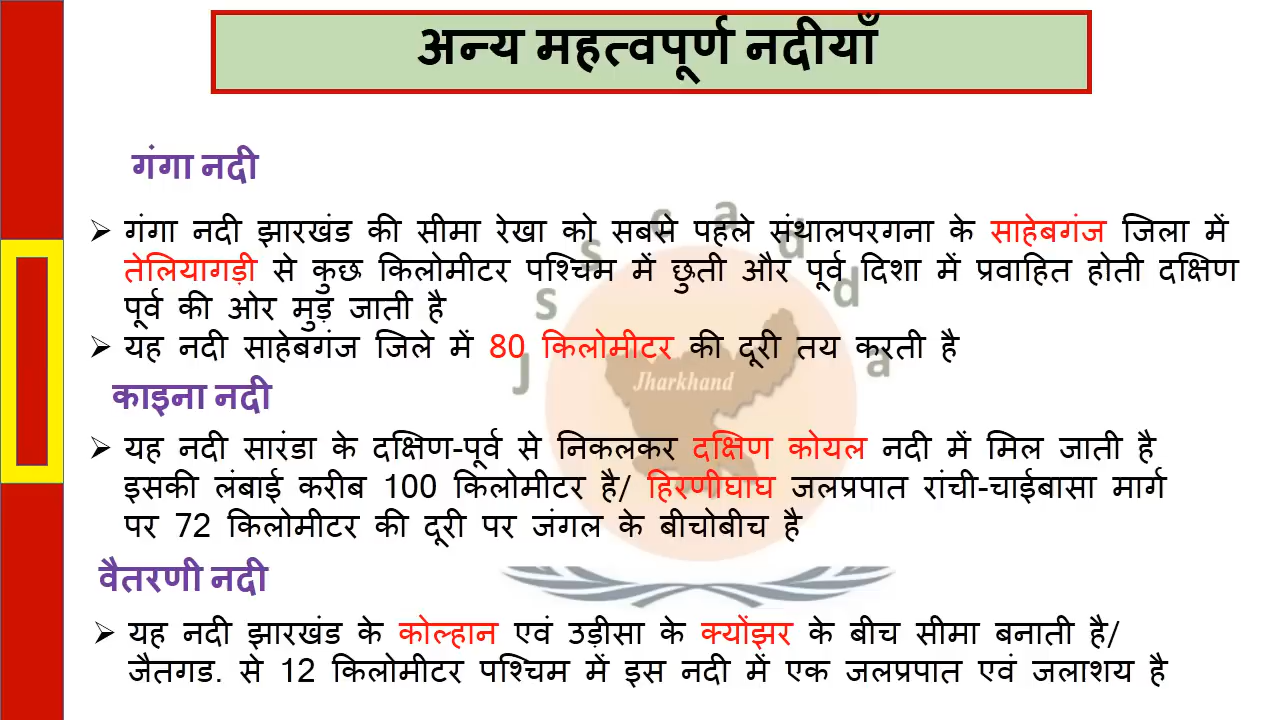 अन्य महत्वपूर्ण नदीयाँ
गंगा नदी
➢ गंगा नदी झारखंड की सीमा रेखा को सबसे पहले संथालपरगना के साहेबगंज जिला में
तेलियागड़ी से कुछ किलोमीटर पश्चिम में छुती और पूर्व दिशा में प्रवाहित होती दक्षिण
पूर्व की ओर मुड़ जाती है
➢ यह नदी साहेबगंज जिले में 80 किलोमीटर की दूरी तय करती है
काइना नदी
➢ यह नदी सारंडा के दक्षिण-पूर्व से निकलकर दक्षिण कोयल नदी में मिल जाती है
इसकी लंबाई करीब 100 किलोमीटर है/ हिरणीघाघ जलप्रपात रांची-चाईबासा मार्ग
पर 72 किलोमीटर की दूरी पर जंगल के बीचोबीच है
वैतरणी नदी
➢ यह नदी झारखंड के कोल्हान एवं उड़ीसा के क्योंझर के बीच सीमा बनाती है/
जैतगड. से 12 किलोमीटर पश्चिम में इस नदी में एक जलप्रपात एवं जलाशय है
J s s c a d d a
Jharkhand